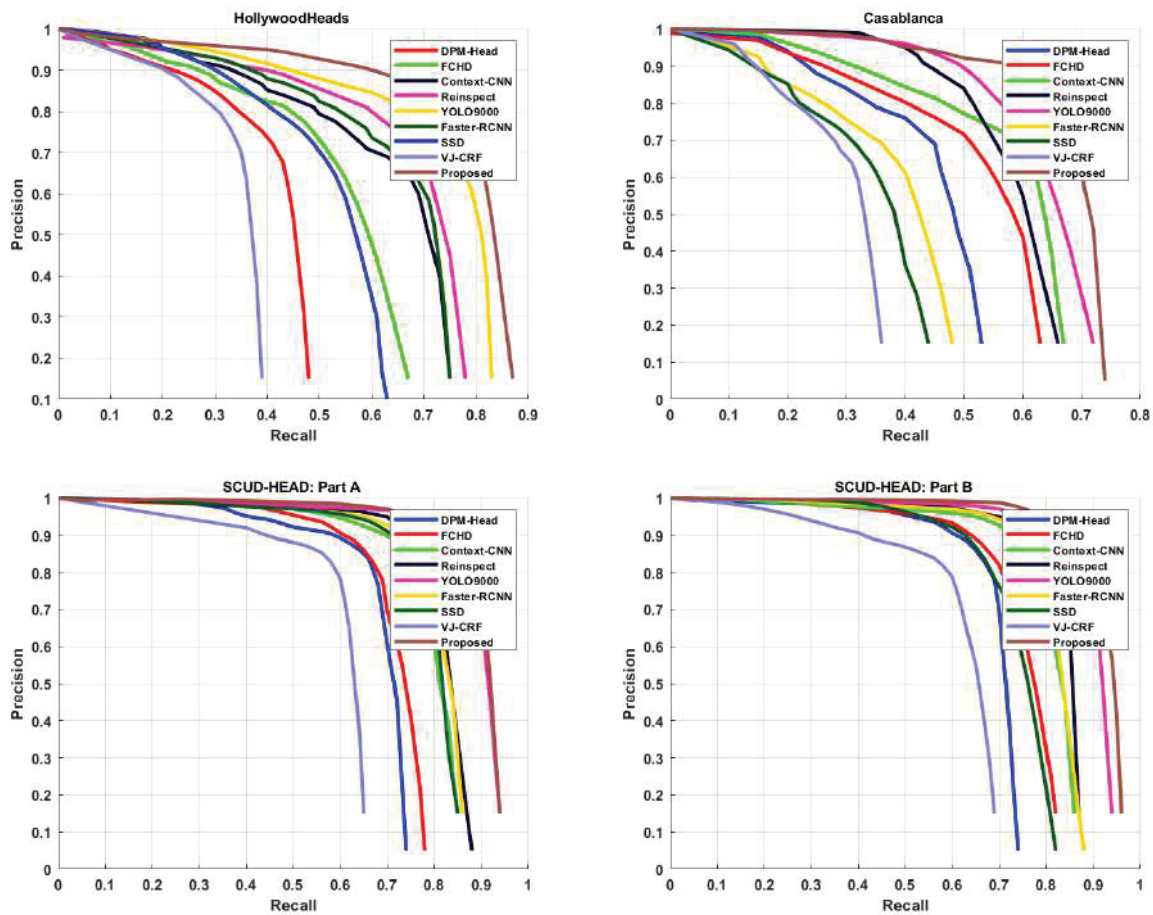 HollywoodHeads
1
0.9
0.8
0.7
0.6
0.5
0.4
0.3
0.2
0.1
Precision
DPM-Head
FCHD
Context-CNN
Reinspect
YOLO9000
Faster-RCNN
SSD
VJ-CRF
Proposed
0 0.1 0.2 0.3 0.4 0.5 0.6 0.7 0.8 0.9
Recall
Casablanca
1
0.9
0.8
0.7
0.6
0.5
0.4
0.3
0.2
0.1
0
Precision
DPM-Head
FCHD
Context-CNN
Reinspect
YOLO9000
Faster-RCNN
SSD
VJ-CRF
Proposed
0 0.1 0.2 0.3 0.4 0.5 0.6 0.7 0.8
Recall
SCUD-HEAD: Part A
1
0.9
0.8
0.7
0.6
0.5
0.4
0.3
0.2
0.1
0
Precision
DPM-Head
FCHD
Context-CNN
Reinspect
YOLO9000
Faster-RCNN
SSD
VJ-CRF
Proposed
0 0.1 0.2 0.3 0.4 0.5 0.6 0.7 0.8 0.9 1
Recall
SCUD-HEAD: Part B
1
0.9
0.8
0.7
0.6
0.5
0.4
0.3
0.2
0.1
0
Precision
DPM-Head
FCHD
Context-CNN
Reinspect
YOLO9000
Faster-RCNN
SSD
VJ-CRF
Proposed
0 0.1 0.2 0.3 0.4 0.5 0.6 0.7 0.8 0.9 1
Recall